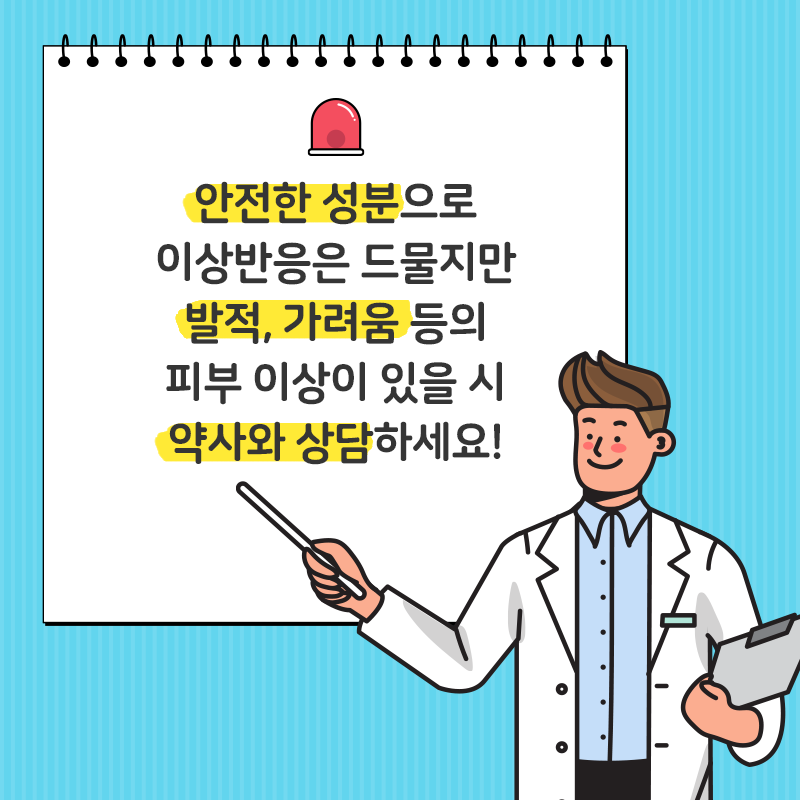 안전한 성분으로
이상반응은 드물지만
발적, 가려움 등의
피부 이상이 있을 시
약사와 상담하세요!